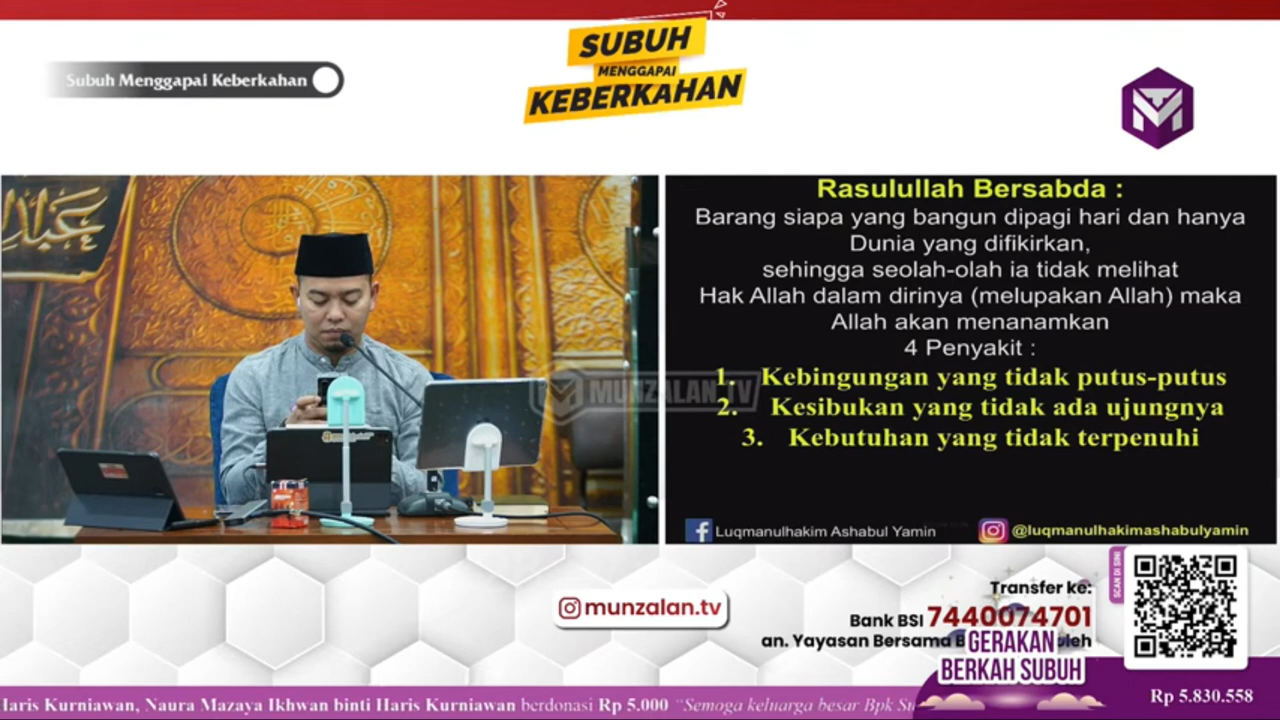 Subuh Menggapai Keberkahan
SUBUH
MENGGAPAI
KEBERKAHAN
MUNZALAN.TV
Rasulullah Bersabda :
Barang siapa yang bangun dipagi hari dan hanya
Dunia yang difikirkan,
sehingga seolah-olah ia tidak melihat
Hak Allah dalam dirinya (melupakan Allah) maka
Allah akan menanamkan
4 Penyakit :
1. Kebingungan yang tidak putus-putus
2. Kesibukan yang tidak ada ujungnya
3. Kebutuhan yang tidak terpenuhi
Luqmanulhakim Ashabul Yamin
@luqmanulhakimashabulyamin
munzalan.tv
Transfer ke:
Bank BSI 7440074701
an. Yayasan Bersama
GERAKAN
BERKAH SUBUH
SCAN DI SINI
Haris Kurniawan, Naura Mazaya Ikhwan binti Haris Kurniawan berdonasi Rp 5.000 “Semoga keluarga besar Bpk
Rp 5.830.558